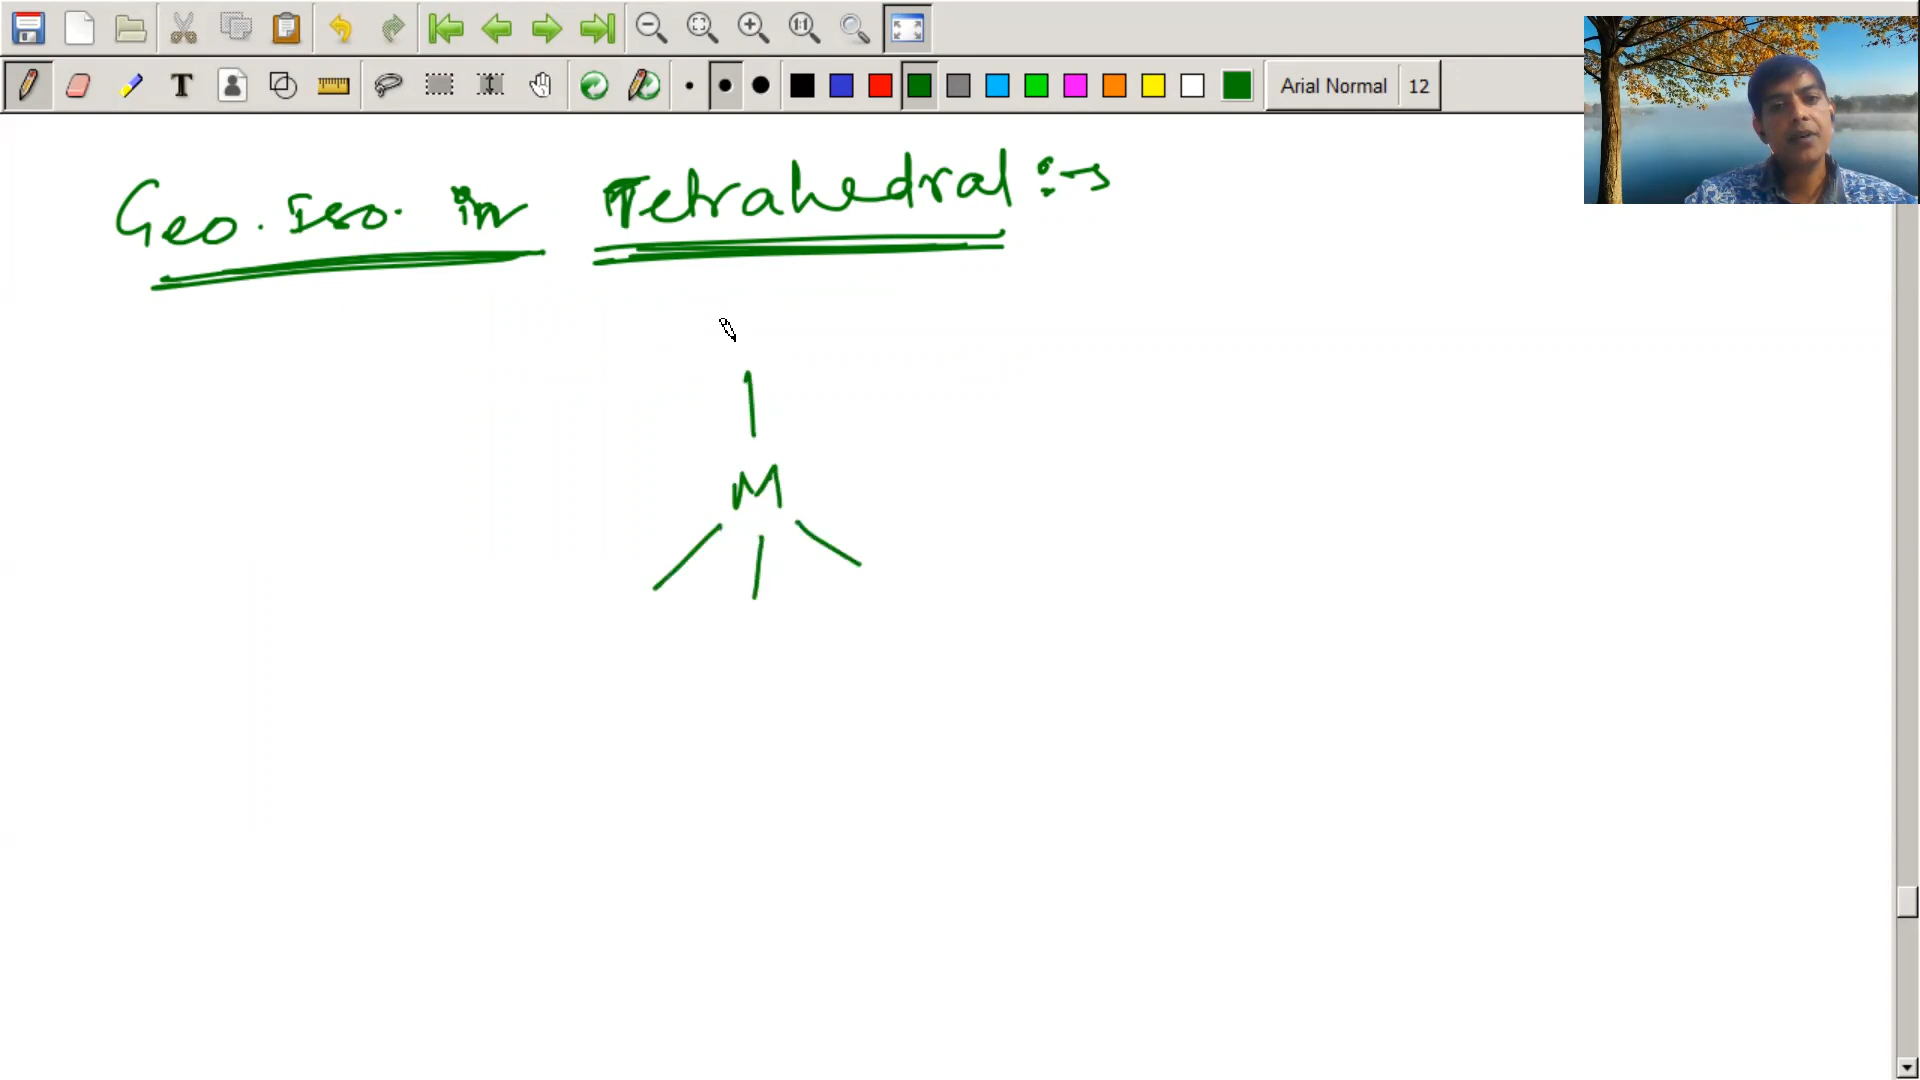 Arial Normal 12
Geo. Iso. in Tetrahedral :→
M